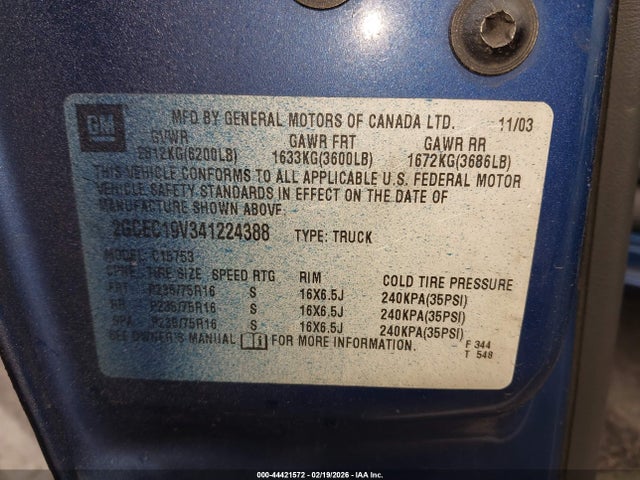 GM
MFD BY GENERAL MOTORS OF CANADA LTD. 11/03
GVWR GAWR FRT GAWR RR
2812KG(6200LB) 1633KG(3600LB) 1672KG(3686LB)
THIS VEHICLE CONFORMS TO ALL APPLICABLE U.S. FEDERAL MOTOR
VEHICLE SAFETY STANDARDS IN EFFECT ON THE DATE OF
MANUFACTURE SHOWN ABOVE.
2GCEC19V341224388 TYPE: TRUCK
MODEL: C15753
TIRE SIZE SPEED RTG RIM COLD TIRE PRESSURE
FRT P235/75R16 S 16X6.5J 240KPA(35PSI)
RR P235/75R16 S 16X6.5J 240KPA(35PSI)
SPA P235/75R16 S 16X6.5J 240KPA(35PSI)
SEE OWNER'S MANUAL FOR MORE INFORMATION. F 344
T 548
000-44421572 - 02/19/2026 - IAA Inc.